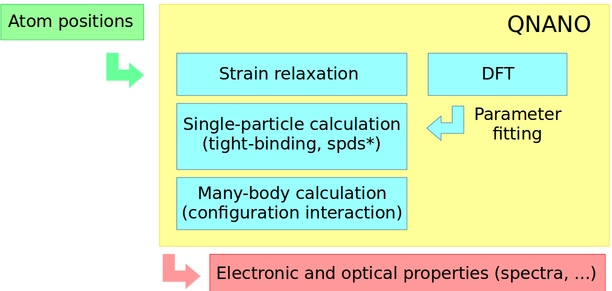 Atom positions
QNANO
Strain relaxation
DFT
Single-particle calculation
(tight-binding, spds*)
Parameter
fitting
Many-body calculation
(configuration interaction)
Electronic and optical properties (spectra, ...)